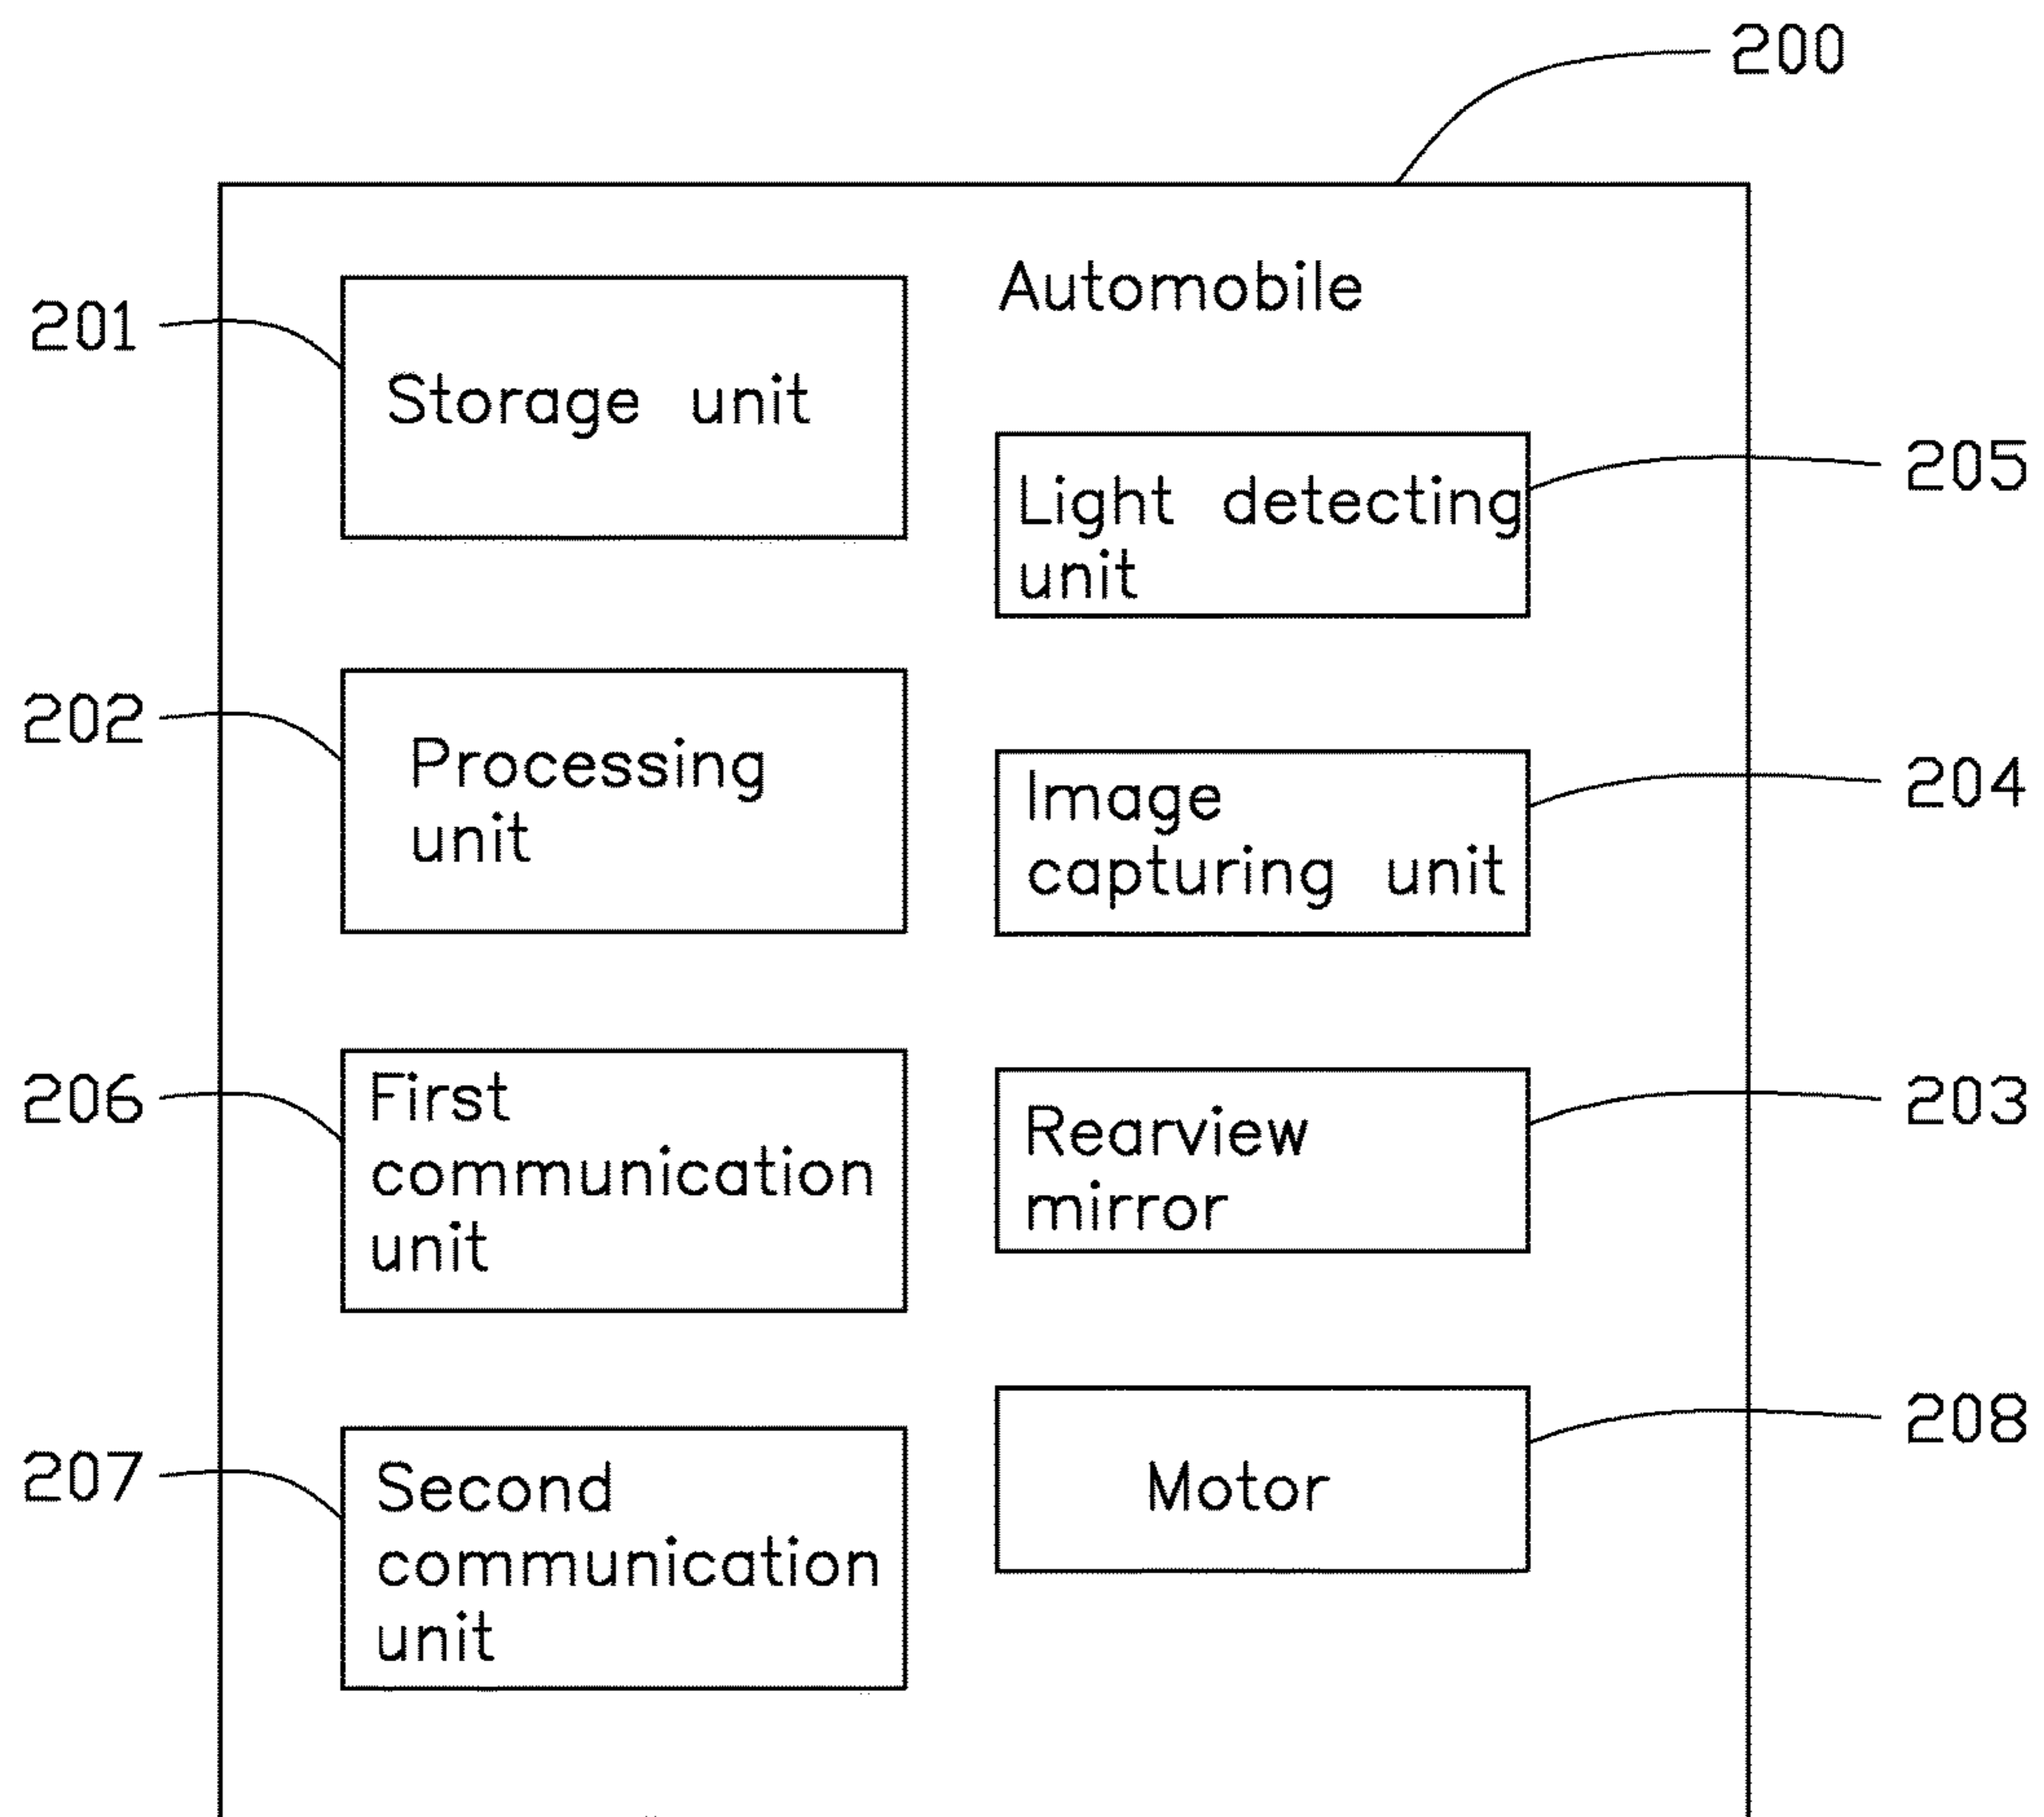 200
Automobile
201
Storage unit
205
Light detecting
unit
202
Processing
unit
204
Image
capturing unit
206
First
communication
unit
203
Rearview
mirror
207
Second
communication
unit
208
Motor